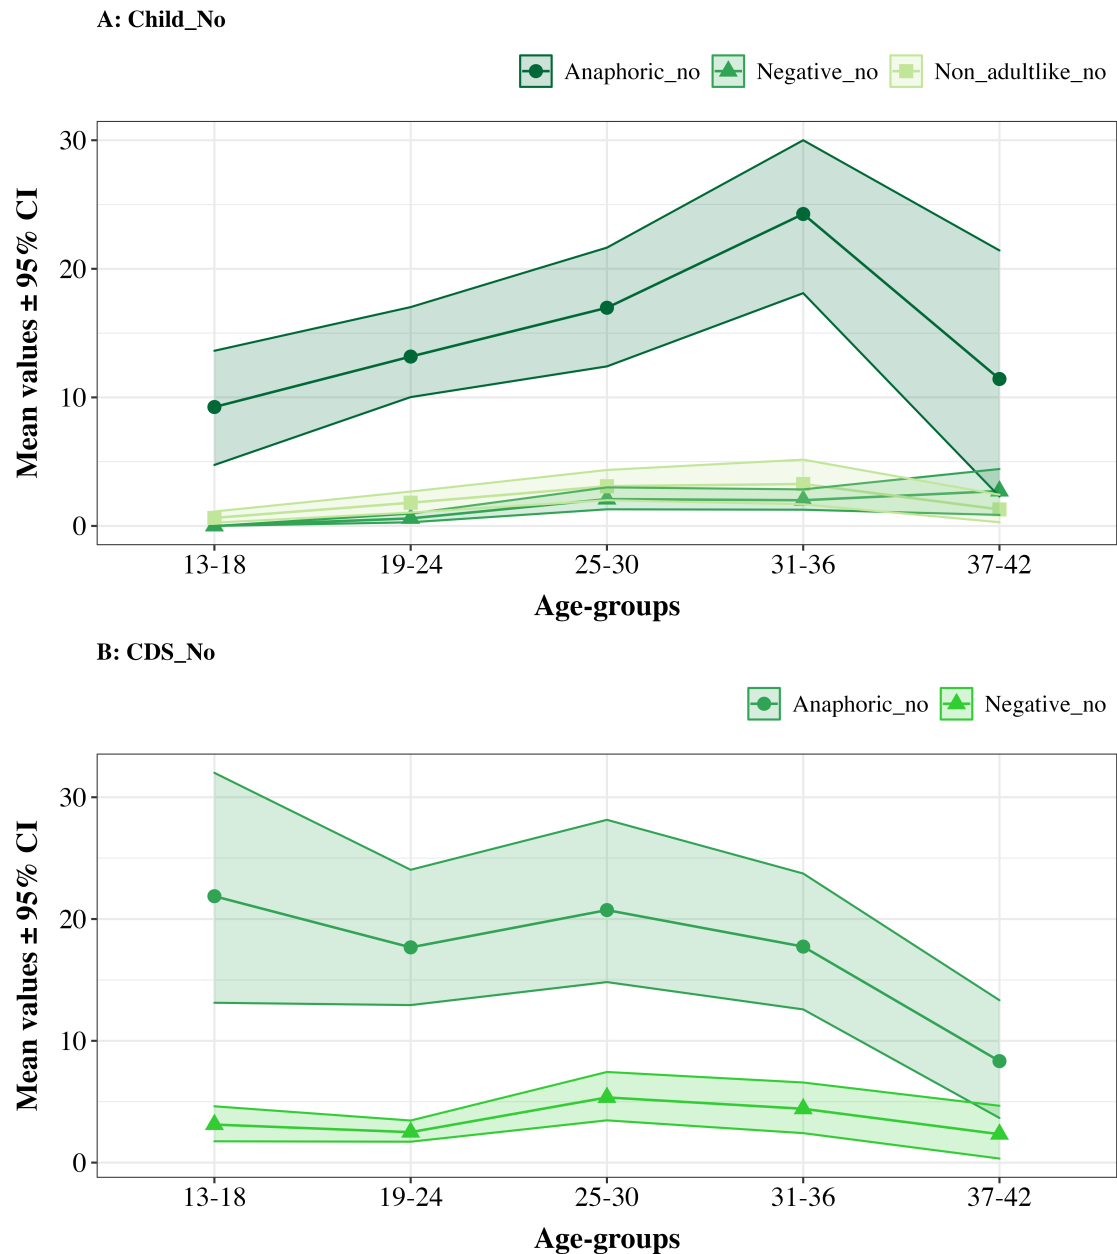 A: Child_No
Anaphoric_no Negative_no Non_adultlike_no
Mean values ± 95% CI
30
20
10
0
13-18 19-24 25-30 31-36 37-42
Age-groups
B: CDS_No
Anaphoric_no Negative_no
Mean values ± 95% CI
30
20
10
0
13-18 19-24 25-30 31-36 37-42
Age-groups